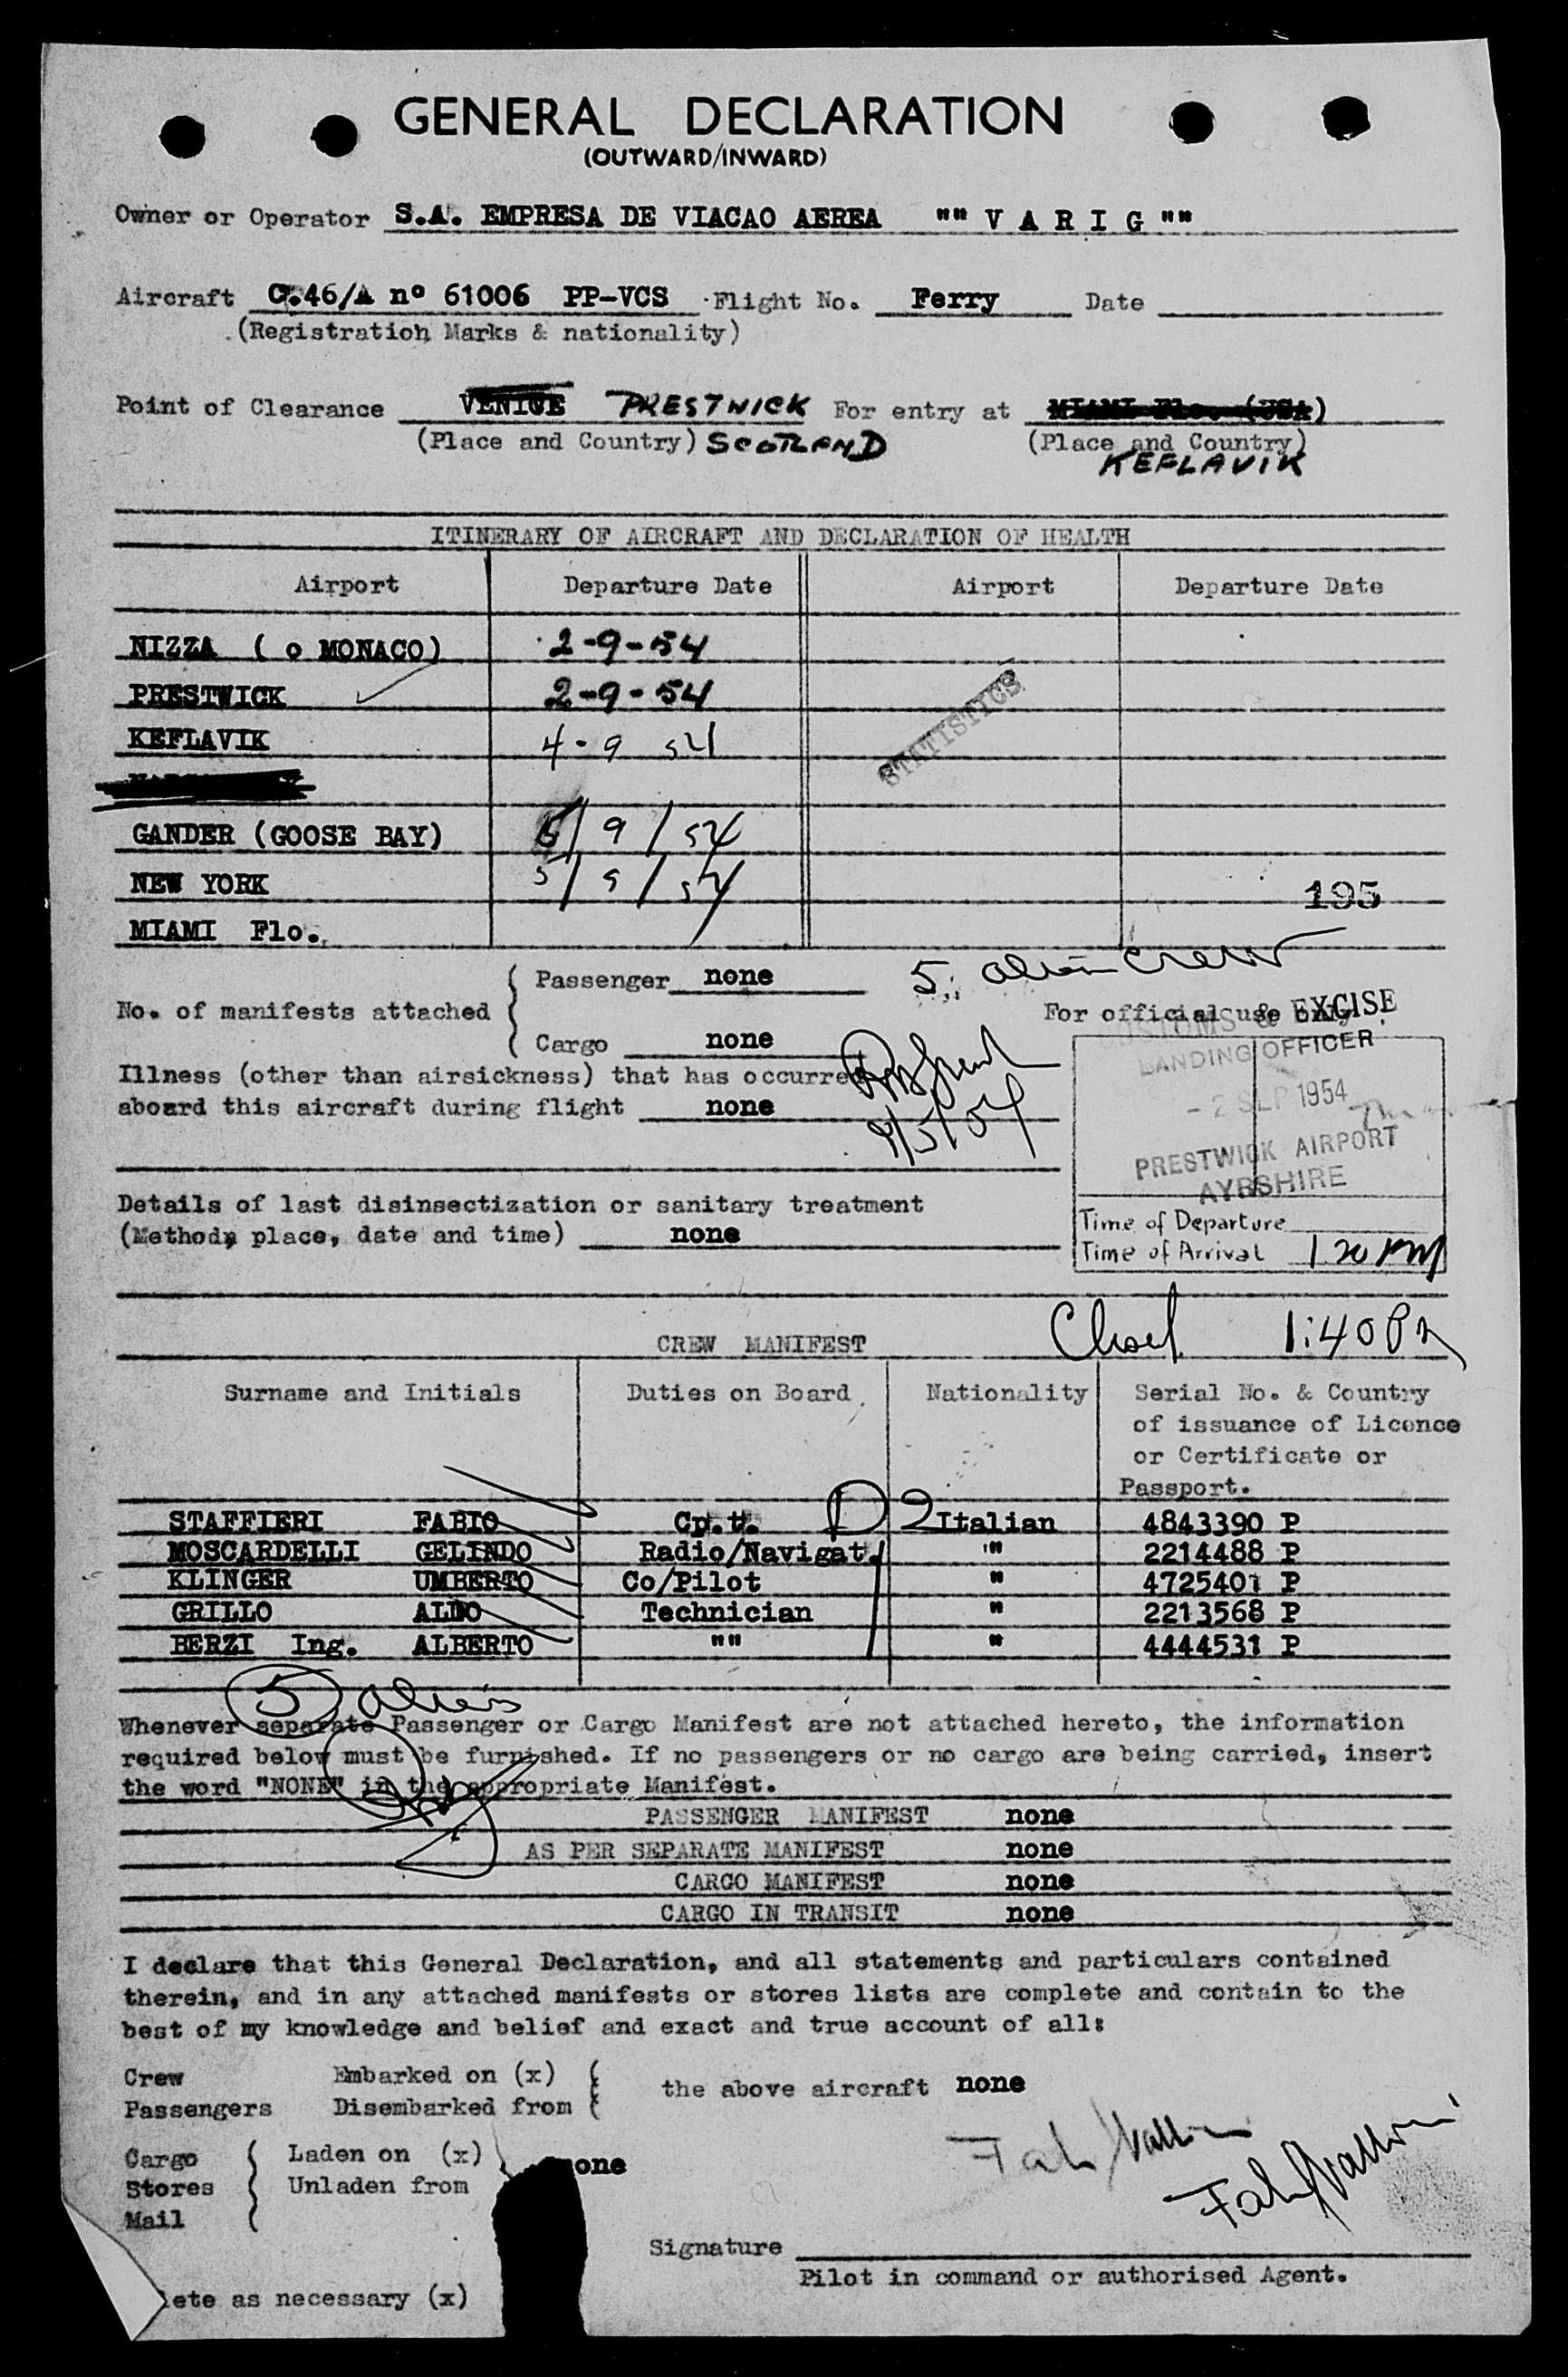 GENERAL DECLARATION
(OUTWARD/INWARD)
Owner or Operator S.A. EMPRESA DE VIACAO AEREA "" V A R I G ""
Aircraft C.46/A nº 61006 PP-VCS Flight No. Ferry Date
(Registration Marks & nationality)
Point of Clearance VENICE PRESTWICK For entry at MIAMI Flo. (USA)
(Place and Country) SCOTLAND (Place and Country)
KEFLAVIK
ITINERARY OF AIRCRAFT AND DECLARATION OF HEALTH
Airport Departure Date Airport Departure Date
NIZZA ( o MONACO) 2-9-54
PRESTWICK 2-9-54
STATISTICS
KEFLAVIK 4-9 54
GANDER (GOOSE BAY) 5/9/54
NEW YORK 5/9/54
195
MIAMI Flo.
5. alien crew
Passenger none
No. of manifests attached
For official use only.
Cargo none
CUSTOMS & EXCISE
LANDING OFFICER
- 2 SEP 1954
PRESTWICK AIRPORT
AYRSHIRE
Illness (other than airsickness) that has occurred
aboard this aircraft during flight none
Details of last disinsectization or sanitary treatment
(Method, place, date and time) none
Time of Departure
Time of Arrival 1.20 PM
CREW MANIFEST
1:40 PM
Surname and Initials Duties on Board Nationality Serial No. & Country
of issuance of Licence
or Certificate or
Passport.
STAFFIERI FABIO Cp.t. Italian 4843390 P
MOSCARDELLI GELINDO Radio/Navigat. "" 2214488 P
KLINGER UMBERTO Co/Pilot " 4725401 P
GRILLO ALDO Technician " 2213568 P
BERZI Ing. ALBERTO "" " 4444531 P
5 aliens
Whenever separate Passenger or Cargo Manifest are not attached hereto, the information
required below must be furnished. If no passengers or no cargo are being carried, insert
the word "NONE" in the appropriate Manifest.
PASSENGER MANIFEST none
AS PER SEPARATE MANIFEST none
CARGO MANIFEST none
CARGO IN TRANSIT none
I declare that this General Declaration, and all statements and particulars contained
therein, and in any attached manifests or stores lists are complete and contain to the
best of my knowledge and belief and exact and true account of all:
Crew Embarked on (x) the above aircraft none
Passengers Disembarked from
Cargo Laden on (x) one
Stores Unladen from
Mail
Signature
Pilot in command or authorised Agent.
ete as necessary (x)